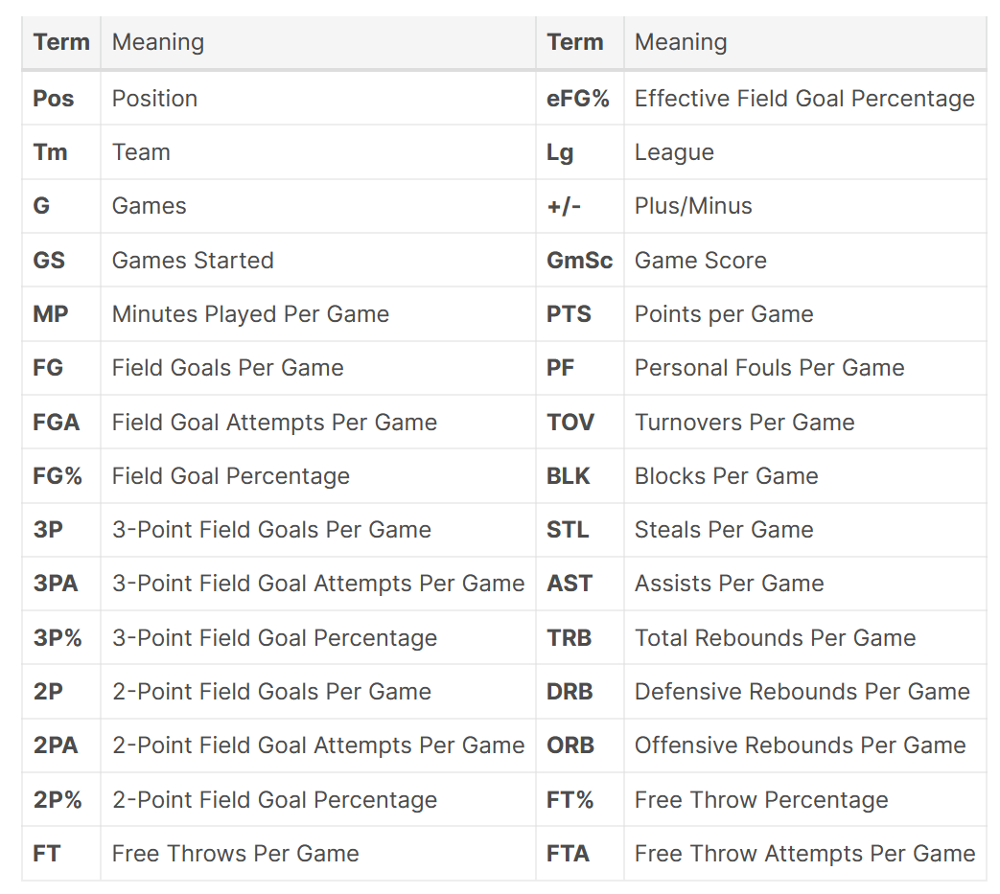 Term Meaning Term Meaning
Pos Position eFG% Effective Field Goal Percentage
Tm Team Lg League
G Games +/- Plus/Minus
GS Games Started GmSc Game Score
MP Minutes Played Per Game PTS Points per Game
FG Field Goals Per Game PF Personal Fouls Per Game
FGA Field Goal Attempts Per Game TOV Turnovers Per Game
FG% Field Goal Percentage BLK Blocks Per Game
3P 3-Point Field Goals Per Game STL Steals Per Game
3PA 3-Point Field Goal Attempts Per Game AST Assists Per Game
3P% 3-Point Field Goal Percentage TRB Total Rebounds Per Game
2P 2-Point Field Goals Per Game DRB Defensive Rebounds Per Game
2PA 2-Point Field Goal Attempts Per Game ORB Offensive Rebounds Per Game
2P% 2-Point Field Goal Percentage FT% Free Throw Percentage
FT Free Throws Per Game FTA Free Throw Attempts Per Game